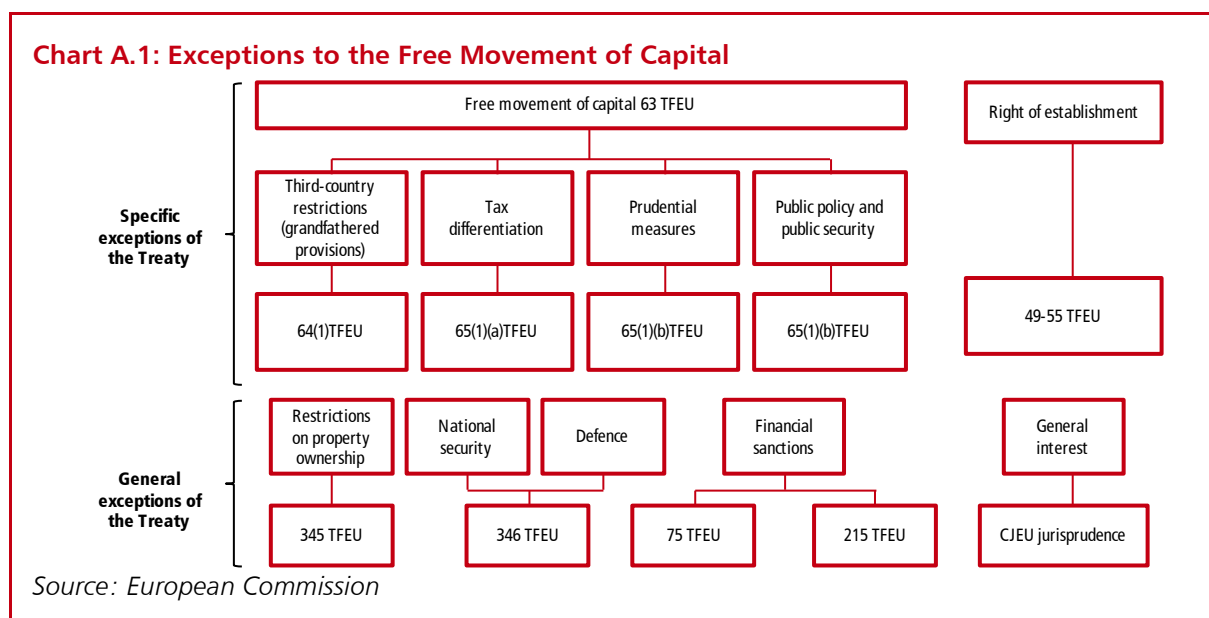 Chart A.1: Exceptions to the Free Movement of Capital
Free movement of capital 63 TFEU
Right of establishment
Specific
exceptions of
the Treaty
Third-country
restrictions
(grandfathered
provisions)
Tax
differentiation
Prudential
measures
Public policy and
public security
64(1)TFEU
65(1)(a)TFEU
65(1)(b)TFEU
65(1)(b)TFEU
49-55 TFEU
General
exceptions of
the Treaty
Restrictions
on property
ownership
National
security
Defence
Financial
sanctions
General
interest
345 TFEU
346 TFEU
75 TFEU
215 TFEU
CJEU jurisprudence
Source: European Commission